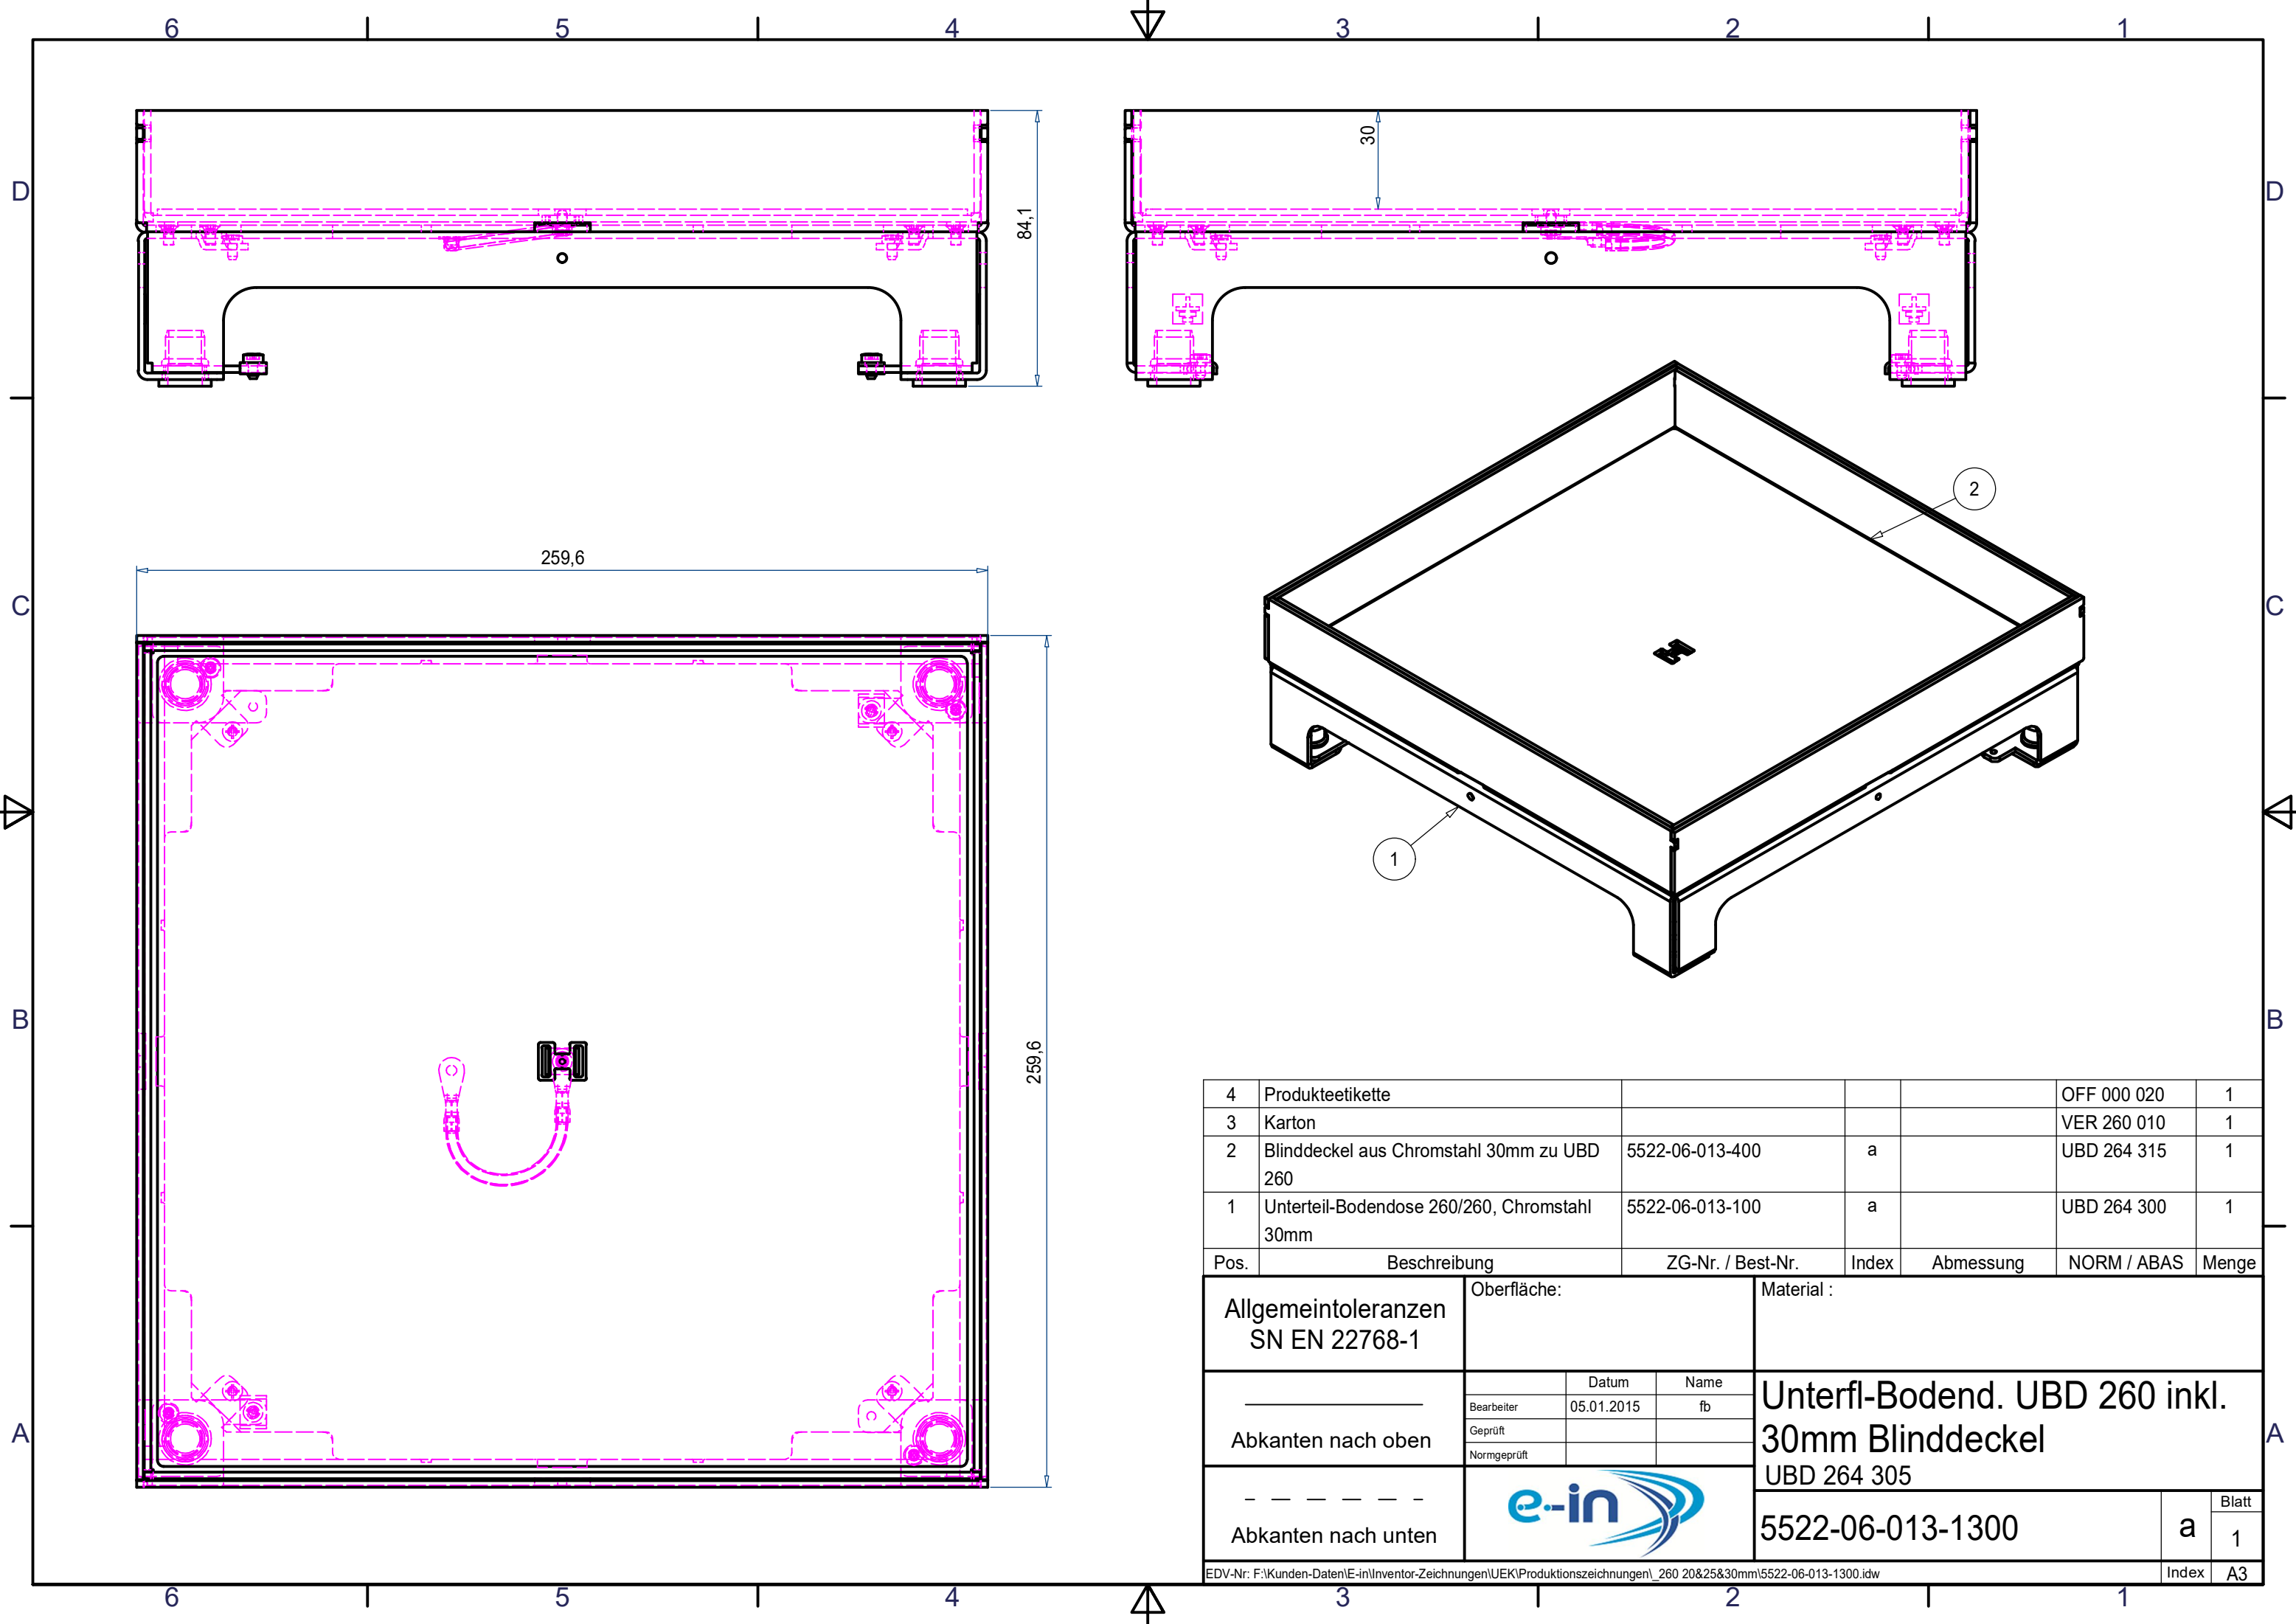 6 5 4 3 2 1
D D
84,1
30
2
259,6
C C
1
259,6
B B
4 Produkteetikette OFF 000 020 1
3 Karton VER 260 010 1
2 Blinddeckel aus Chromstahl 30mm zu UBD 5522-06-013-400 a UBD 264 315 1
260
1 Unterteil-Bodendose 260/260, Chromstahl 5522-06-013-100 a UBD 264 300 1
30mm
Pos. Beschreibung ZG-Nr. / Best-Nr. Index Abmessung NORM / ABAS Menge
Allgemeintoleranzen
SN EN 22768-1
Oberfläche:
Material :
Abkanten nach oben
Datum Name
Bearbeiter 05.01.2015 fb
Geprüft
Normgeprüft
Unterfl-Bodend. UBD 260 inkl.
30mm Blinddeckel
UBD 264 305
A A
Abkanten nach unten
e-in
5522-06-013-1300
a
Blatt
1
EDV-Nr: F:\Kunden-Daten\E-in\Inventor-Zeichnungen\UEK\Produktionszeichnungen\_260 20&25&30mm\5522-06-013-1300.idw
Index A3
6 5 4 3 2 1